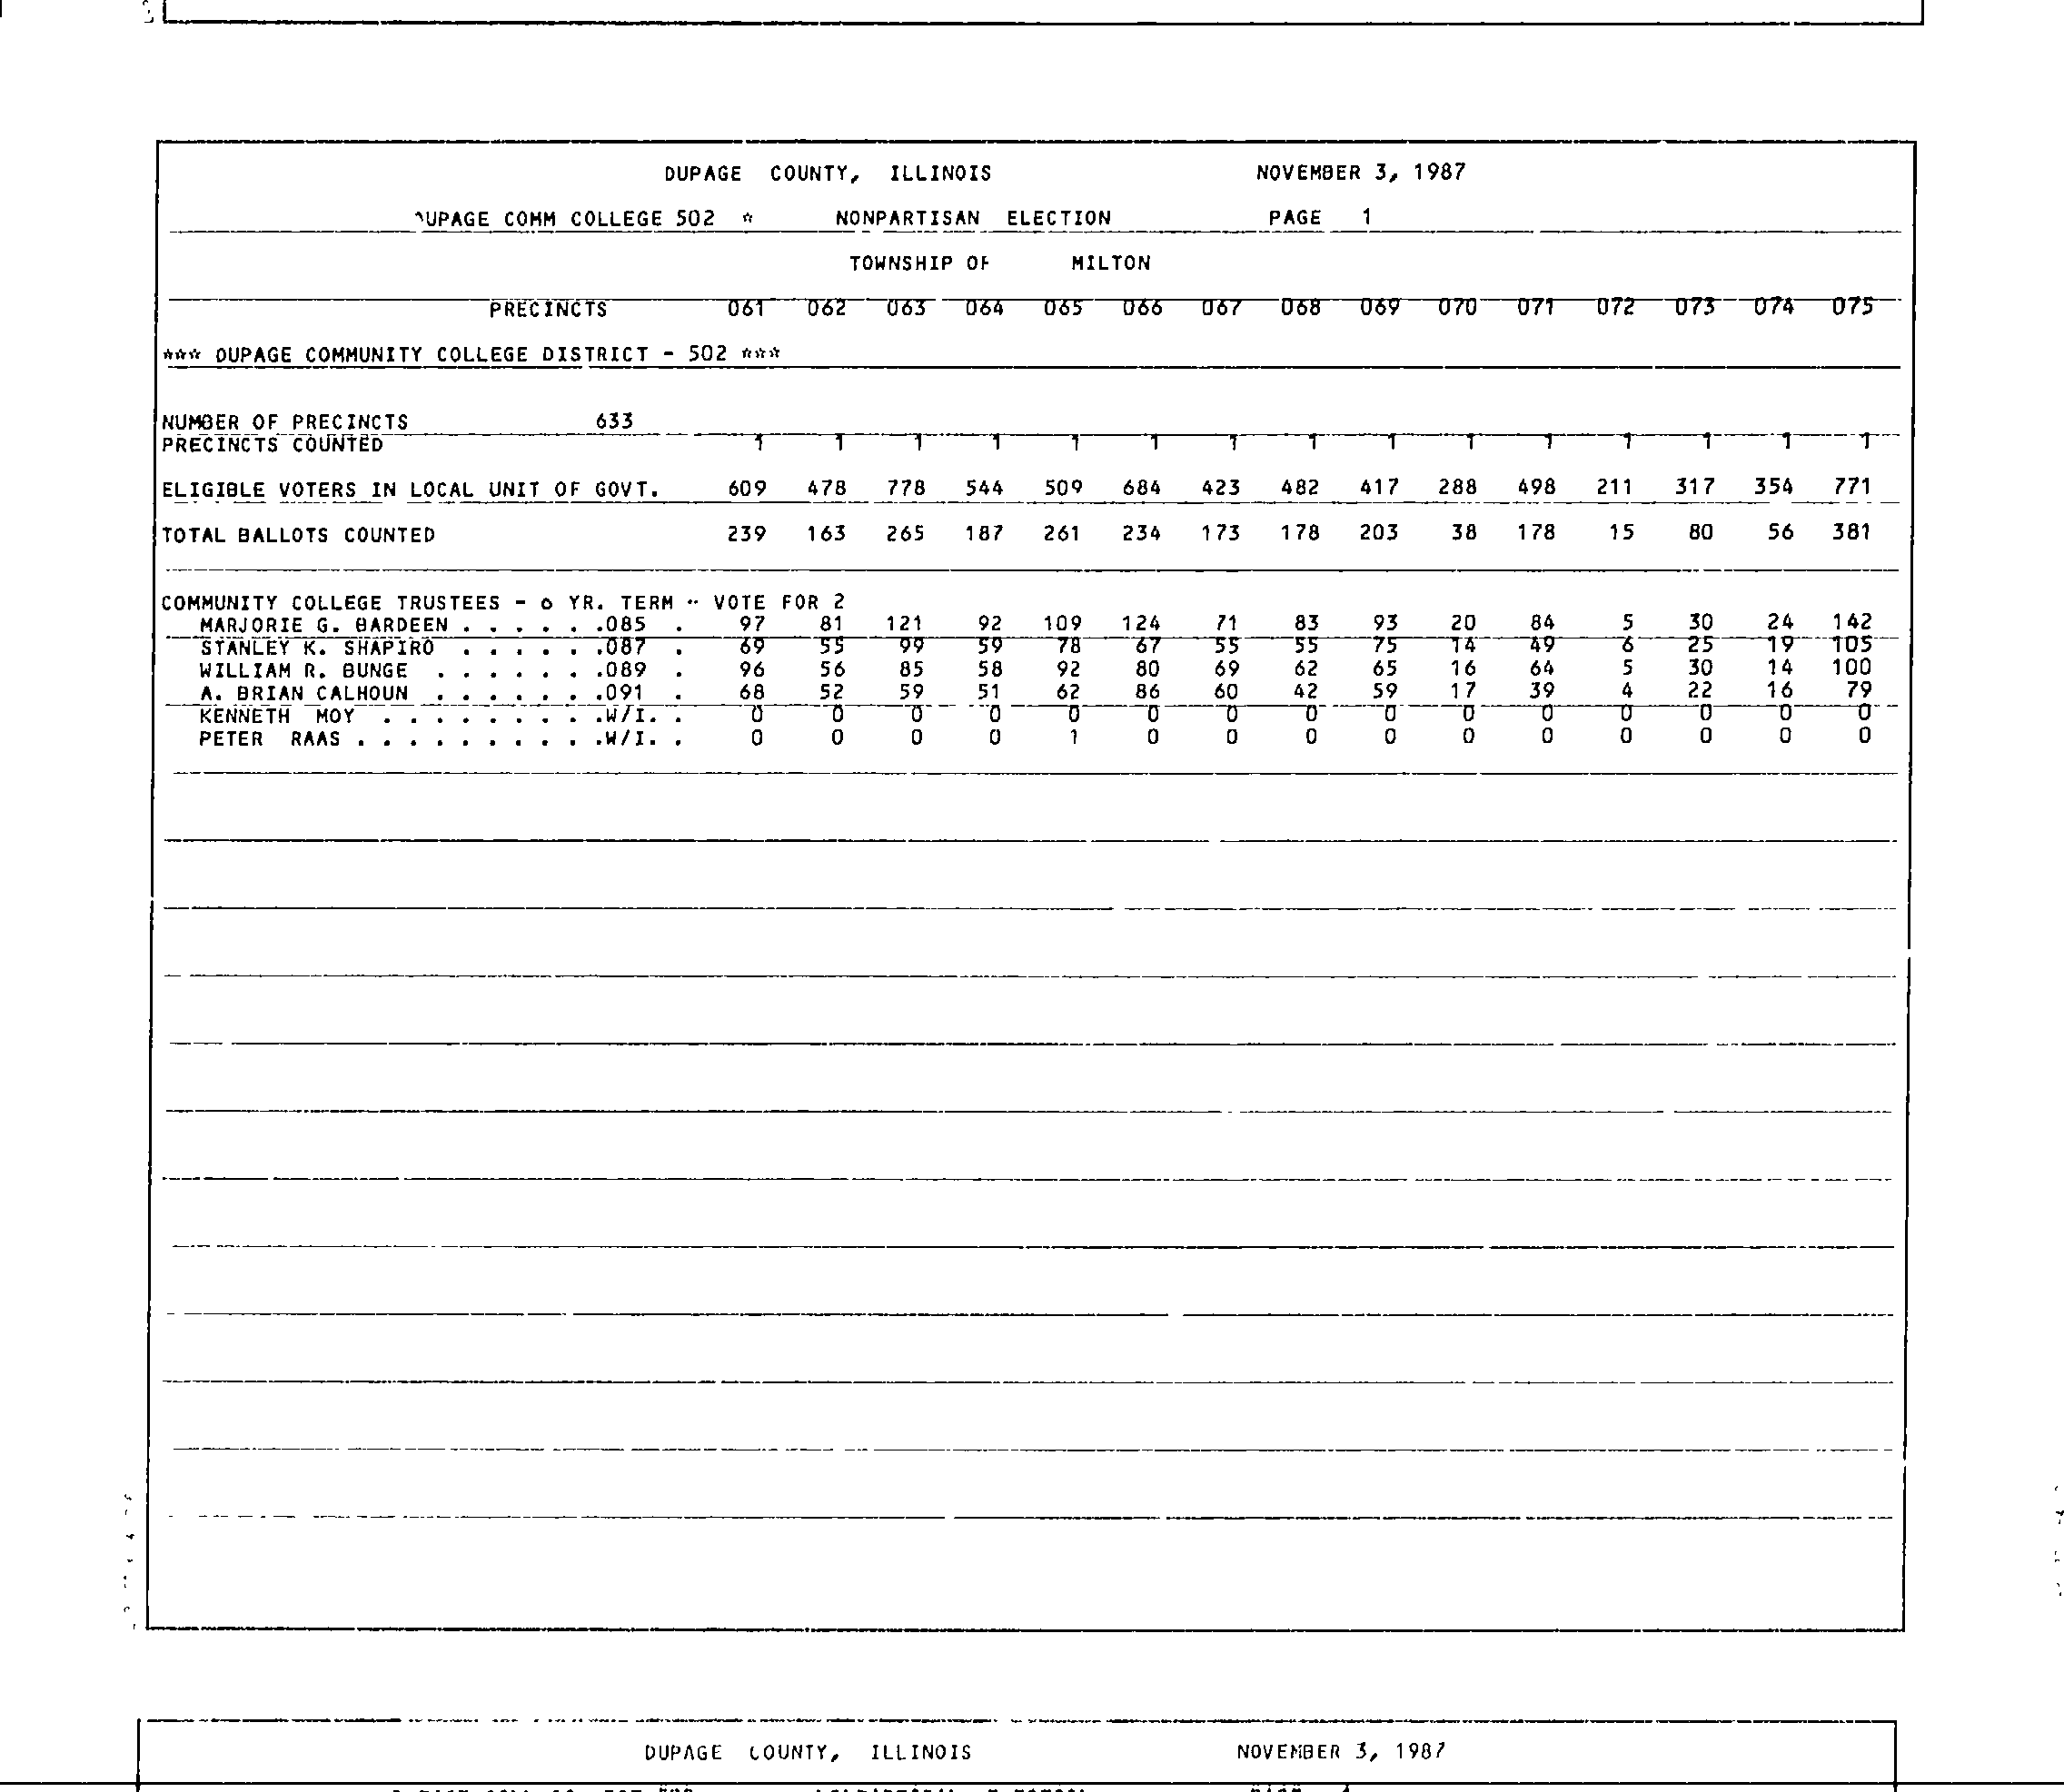 DUPAGE COUNTY, ILLINOIS NOVEMBER 3, 1987
UPAGE COMM COLLEGE 502 * NONPARTISAN ELECTION PAGE 1
TOWNSHIP OF MILTON
PRECINCTS 061 062 063 064 065 066 067 068 069 070 071 072 073 074 075
*** DUPAGE COMMUNITY COLLEGE DISTRICT - 502 ***
NUMBER OF PRECINCTS 633
PRECINCTS COUNTED 1 1 1 1 1 1 1 1 1 1 1 1 1 1 1
ELIGIBLE VOTERS IN LOCAL UNIT OF GOVT. 609 478 778 544 509 684 423 482 417 288 498 211 317 354 771
TOTAL BALLOTS COUNTED 239 163 265 187 261 234 173 178 203 38 178 15 80 56 381
COMMUNITY COLLEGE TRUSTEES - YR. TERM - VOTE FOR 2
MARJORIE G. BARDEEN . . . . . .085 . 97 81 121 92 109 124 71 83 93 20 84 5 30 24 142
STANLEY K. SHAPIRO . . . . . .087 . 69 55 99 59 78 67 55 55 75 14 49 6 25 19 105
WILLIAM R. BUNGE . . . . . . .089 . 96 56 85 58 92 80 69 62 65 16 64 5 30 14 100
A. BRIAN CALHOUN . . . . . . .091 . 68 52 59 51 62 86 60 42 59 17 39 4 22 16 79
KENNETH MOY . . . . . . . . .W/I. . 0 0 0 0 0 0 0 0 0 0 0 0 0 0 0
PETER RAAS . . . . . . . . . .W/I. . 0 0 0 0 1 0 0 0 0 0 0 0 0 0 0
DUPAGE COUNTY, ILLINOIS NOVEMBER 3, 1987